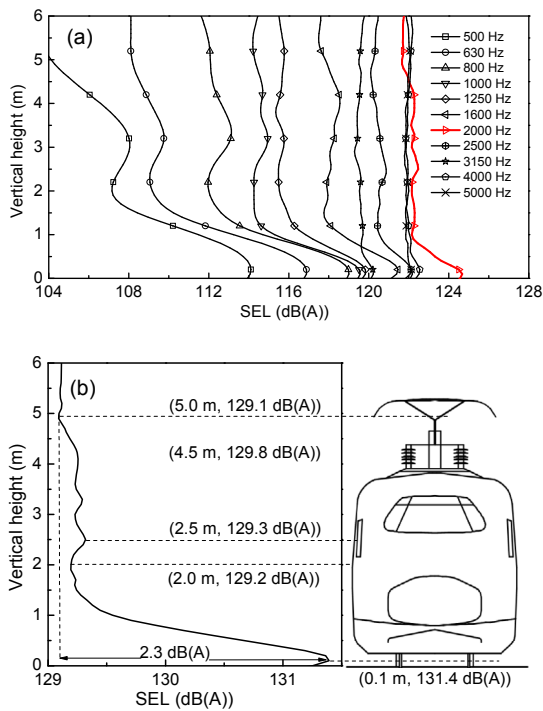 (a)
6
5
4
3
2
1
0
Vertical height (m)
104 108 112 116 120 124 128
SEL (dB(A))
500 Hz
630 Hz
800 Hz
1000 Hz
1250 Hz
1600 Hz
2000 Hz
2500 Hz
3150 Hz
4000 Hz
5000 Hz
(b)
6
5
4
3
2
1
0
Vertical height (m)
(5.0 m, 129.1 dB(A))
(4.5 m, 129.8 dB(A))
(2.5 m, 129.3 dB(A))
(2.0 m, 129.2 dB(A))
2.3 dB(A)
(0.1 m, 131.4 dB(A))
129 130 131
SEL (dB(A))